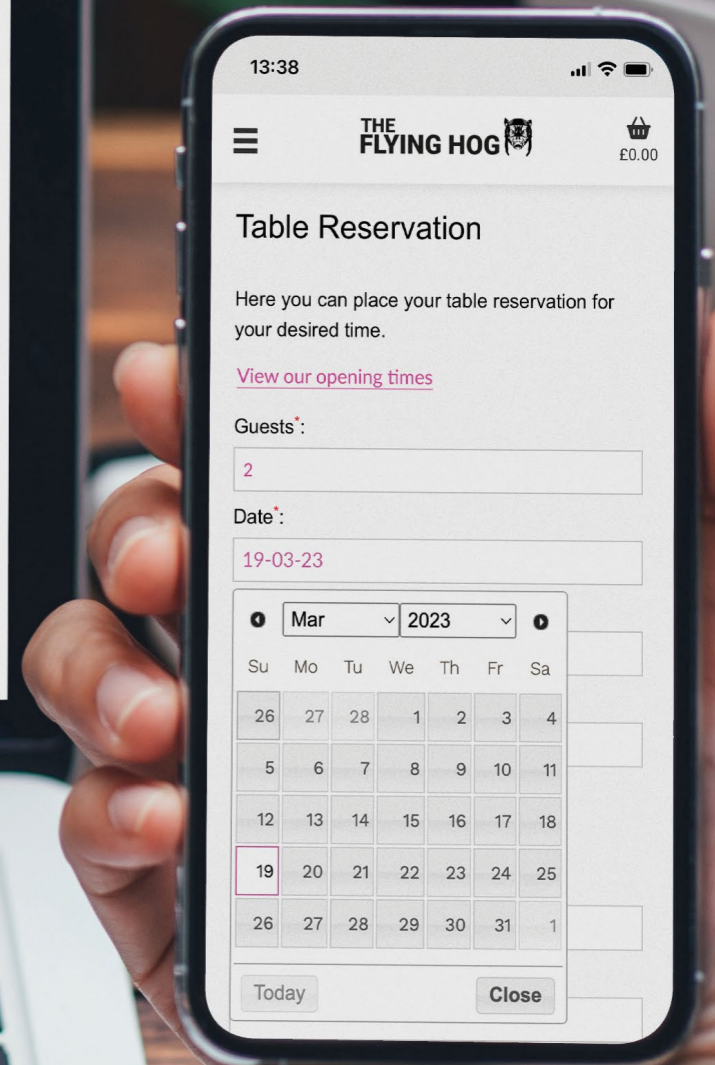 13:38
THE
FLYING HOG
£0.00
Table Reservation
Here you can place your table reservation for
your desired time.
View our opening times
Guests*:
2
Date*:
19-03-23
Mar 2023
Su Mo Tu We Th Fr Sa
26 27 28 1 2 3 4
5 6 7 8 9 10 11
12 13 14 15 16 17 18
19 20 21 22 23 24 25
26 27 28 29 30 31 1
Today Close